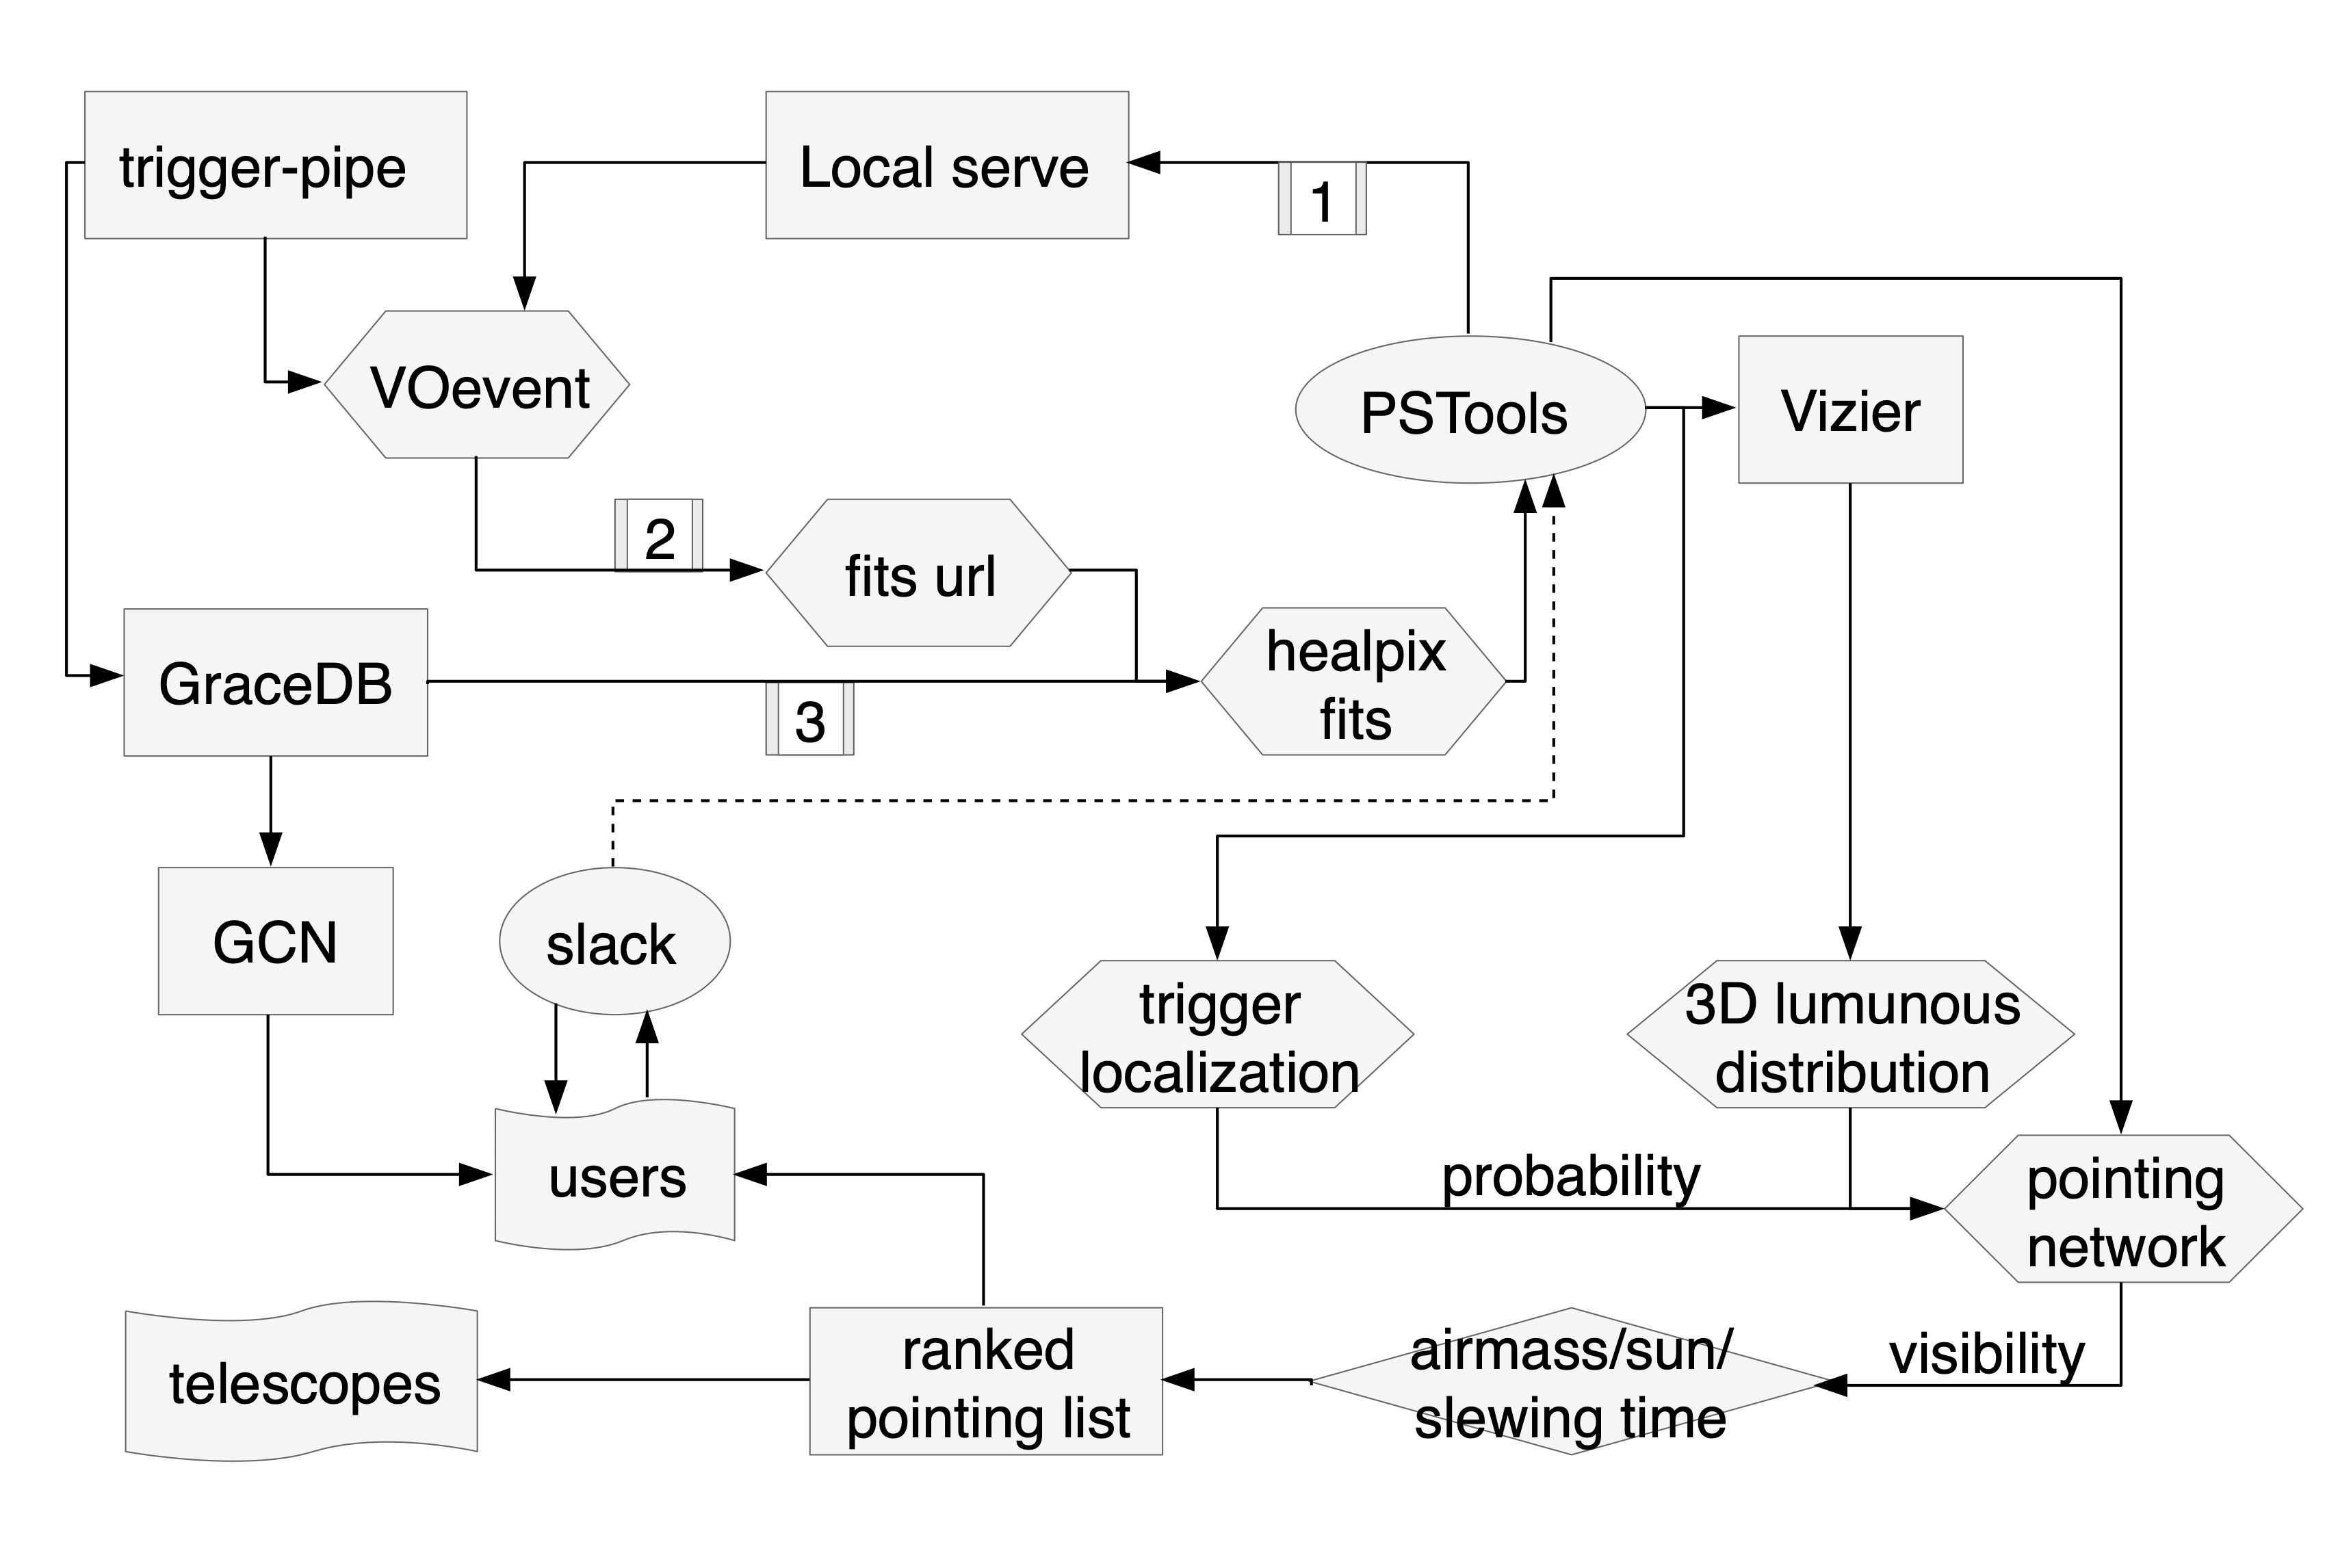 trigger-pipe
Local serve
1
VOevent
PSTools
Vizier
2
fits url
healpix
fits
GraceDB
3
GCN
slack
trigger
localization
3D lumunous
distribution
users
probability
pointing
network
telescopes
ranked
pointing list
airmass/sun/
slewing time
visibility